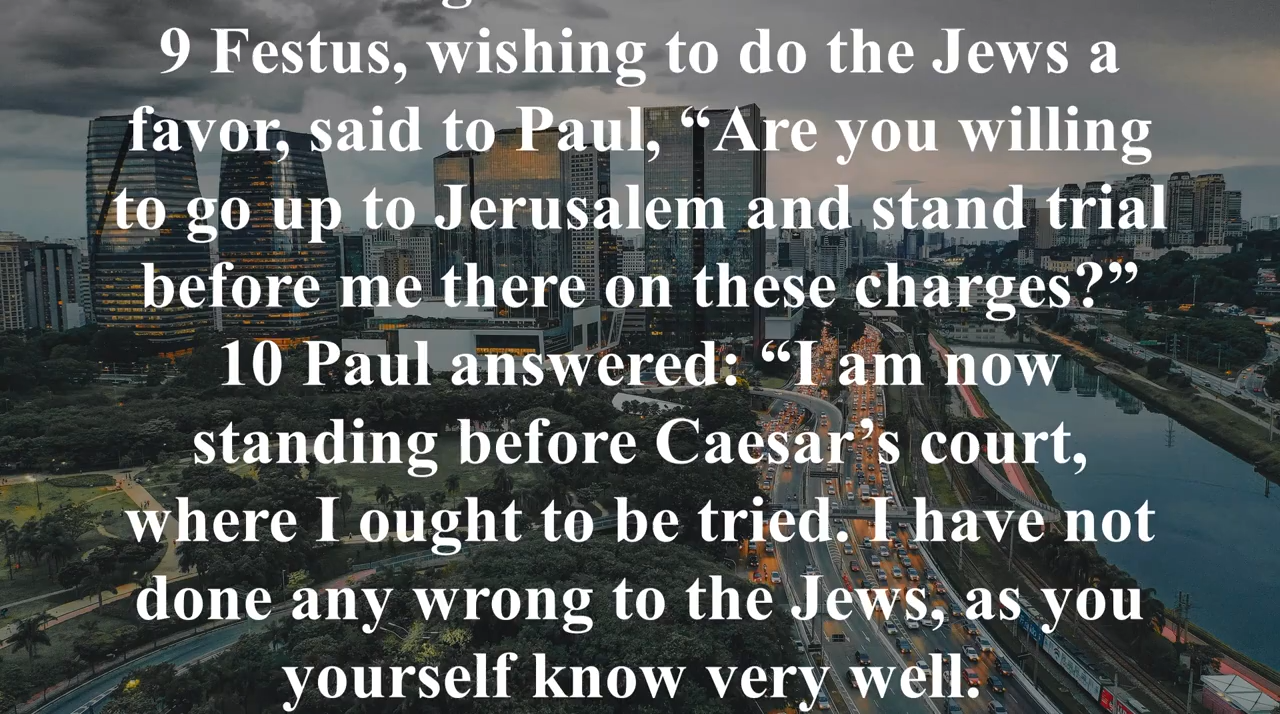 9 Festus, wishing to do the Jews a
favor, said to Paul, “Are you willing
to go up to Jerusalem and stand trial
before me there on these charges?”
10 Paul answered: “I am now
standing before Caesar’s court,
where I ought to be tried. I have not
done any wrong to the Jews, as you
yourself know very well.